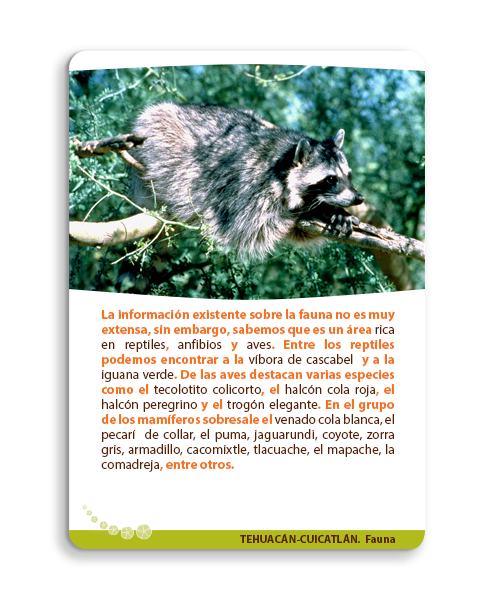 La información existente sobre la fauna no es muy
extensa, sin embargo, sabemos que es un área rica
en reptiles, anfibios y aves. Entre los reptiles
podemos encontrar a la víbora de cascabel y a la
iguana verde. De las aves destacan varias especies
como el tecolotito colicorto, el halcón cola roja, el
halcón peregrino y el trogón elegante. En el grupo
de los mamíferos sobresale el venado cola blanca, el
pecarí de collar, el puma, jaguarundi, coyote, zorra
gris, armadillo, cacomixtle, tlacuache, el mapache, la
comadreja, entre otros.
TEHUACÁN-CUICATLÁN. Fauna